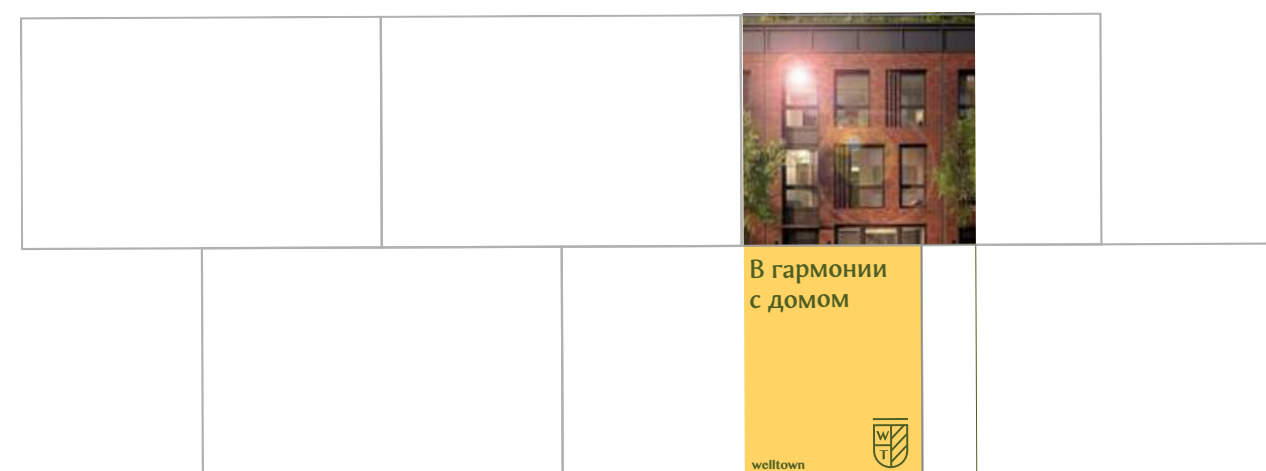 В гармонии
с домом
W
T
welltown